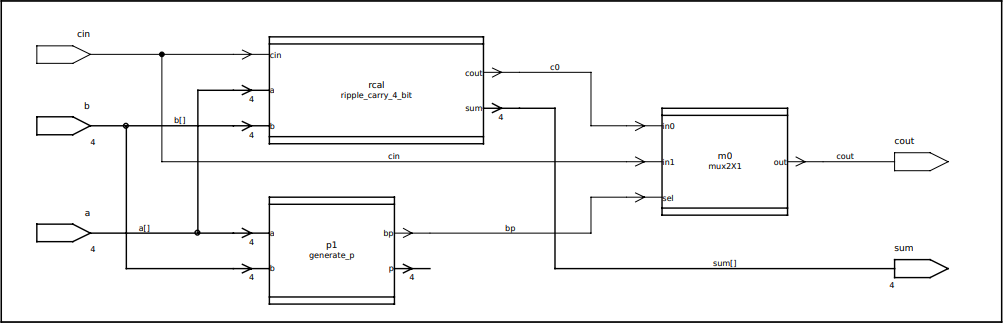 cin
b
4
a
4
b[]
a[]
cin
a
4
b
4
rcal
ripple_carry_4_bit
cout
sum
4
c0
cin
a
4
b
4
p1
generate_p
bp
p
4
bp
in0
in1
sel
m0
mux2X1
out
cout
sum[]
cout
sum
4